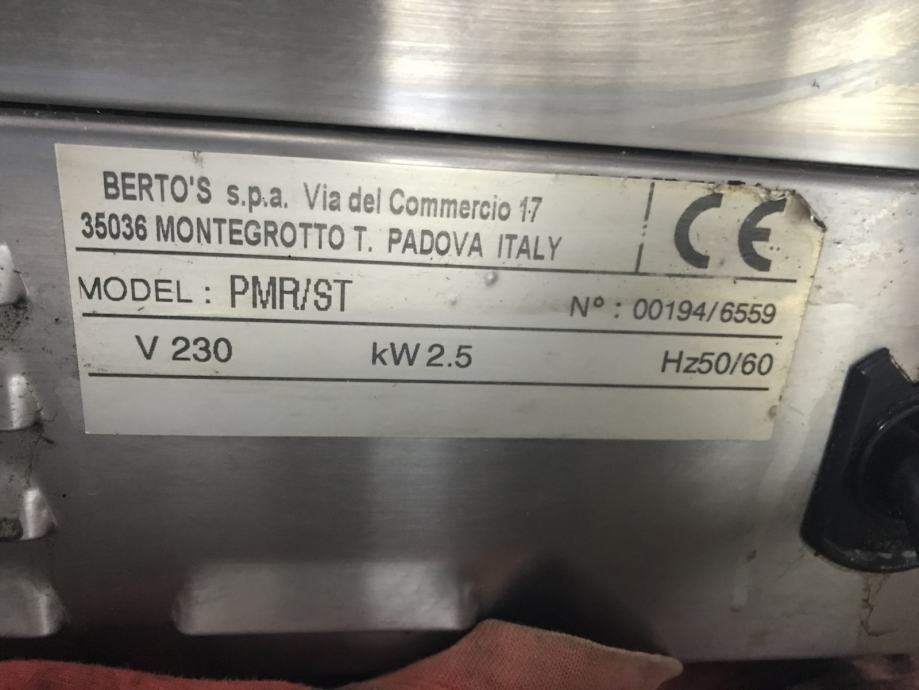 BERTO'S s.p.a. Via del Commercio 17
35036 MONTEGROTTO T. PADOVA ITALY
CE
MODEL : PMR/ST N° : 00194/6559
V 230 kW 2.5 Hz50/60